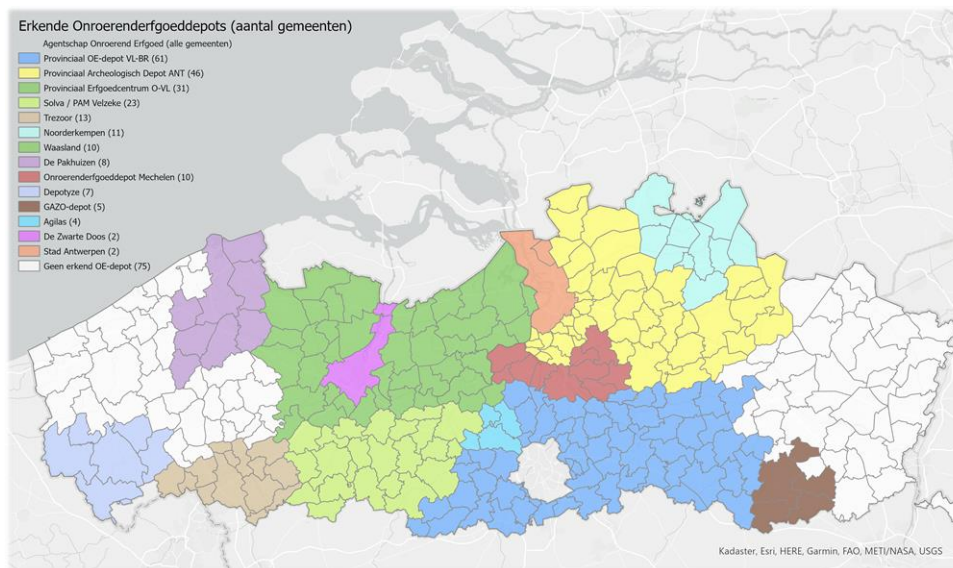 Erkende Onroerenderfgoeddepots (aantal gemeenten)
Agentschap Onroerend Erfgoed (alle gemeenten)
Provinciaal OE-depot VL-BR (61)
Provinciaal Archeologisch Depot ANT (46)
Provinciaal Erfgoedcentrum O-VL (31)
Solva / PAM Velzeke (23)
Trezoor (13)
Noorderkempen (11)
Waasland (10)
De Pakhuizen (8)
Onroerenderfgoeddepot Mechelen (10)
Depotyze (7)
GAZO-depot (5)
Agilas (4)
De Zwarte Doos (2)
Stad Antwerpen (2)
Geen erkend OE-depot (75)
Kadaster, Esri, HERE, Garmin, FAO, METI/NASA, USGS